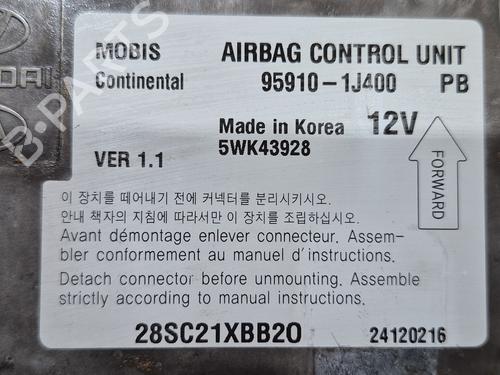 MOBIS AIRBAG CONTROL UNIT
Continental 95910-1J400 PB
Made in Korea 12V
VER 1.1 5WK43928
FORWARD
이 장치를 떼어내기 전에 커넥터를 분리시키시오.
안내 책자의 지침에 따라서만 이 장치를 조립하십시오.
Avant démontage enlever connecteur. Assem-
bler conformement au manuel d'instructions.
Detach connector before unmounting. Assemble
strictly according to manual instructions.
28SC21XBB20 24120216